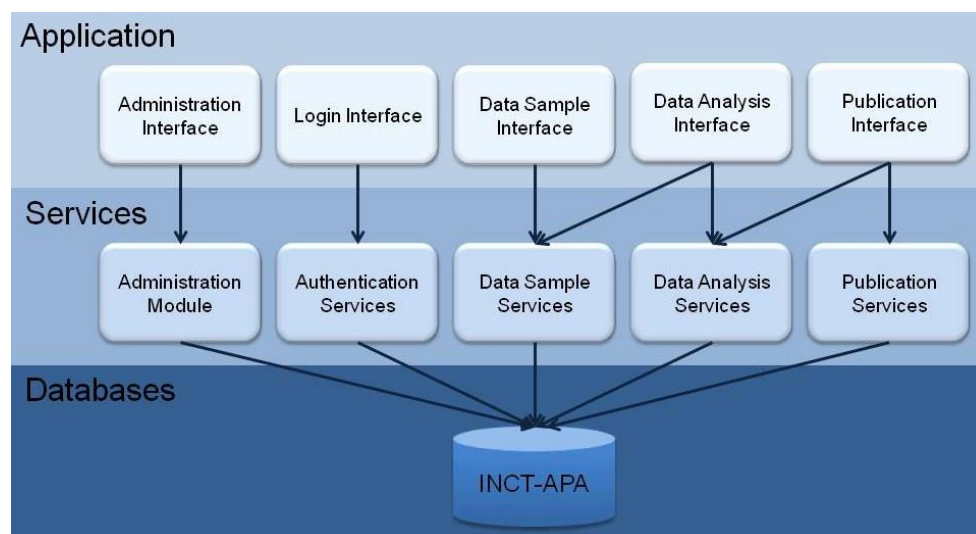 Application
Administration
Interface
Login Interface
Data Sample
Interface
Data Analysis
Interface
Publication
Interface
Services
Administration
Module
Authentication
Services
Data Sample
Services
Data Analysis
Services
Publication
Services
Databases
INCT-APA